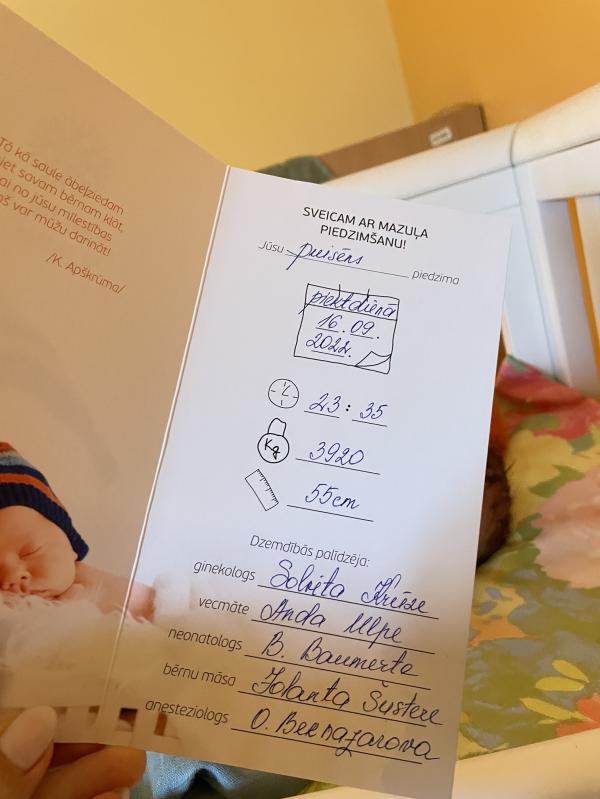 Tā kā saule ābeļziedam
iet savam bērnam klāt,
ai no Jūsu mīlestības
š var mūžu darināt!
/K. Apškrūma/
SVEICAM AR MAZUĻA
PIEDZIMŠANU!
Jūsu puisēns piedzima
piektdienā
16.09.
2022.
23:35
Kg 3920
55cm
Dzemdībās palīdzēja:
ginekologs Solvita Krēize
vecmāte Anda Ulpe
neonatologs B. Baumerte
bērnu māsa Jolanta Šustere
anesteziologs O. Bernazarova